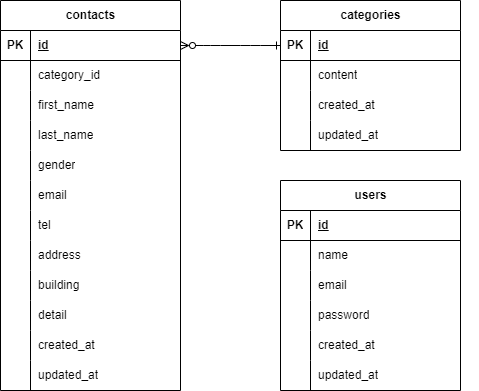 contacts
PK id
category_id
first_name
last_name
gender
email
tel
address
building
detail
created_at
updated_at
categories
PK id
content
created_at
updated_at
users
PK id
name
email
password
created_at
updated_at